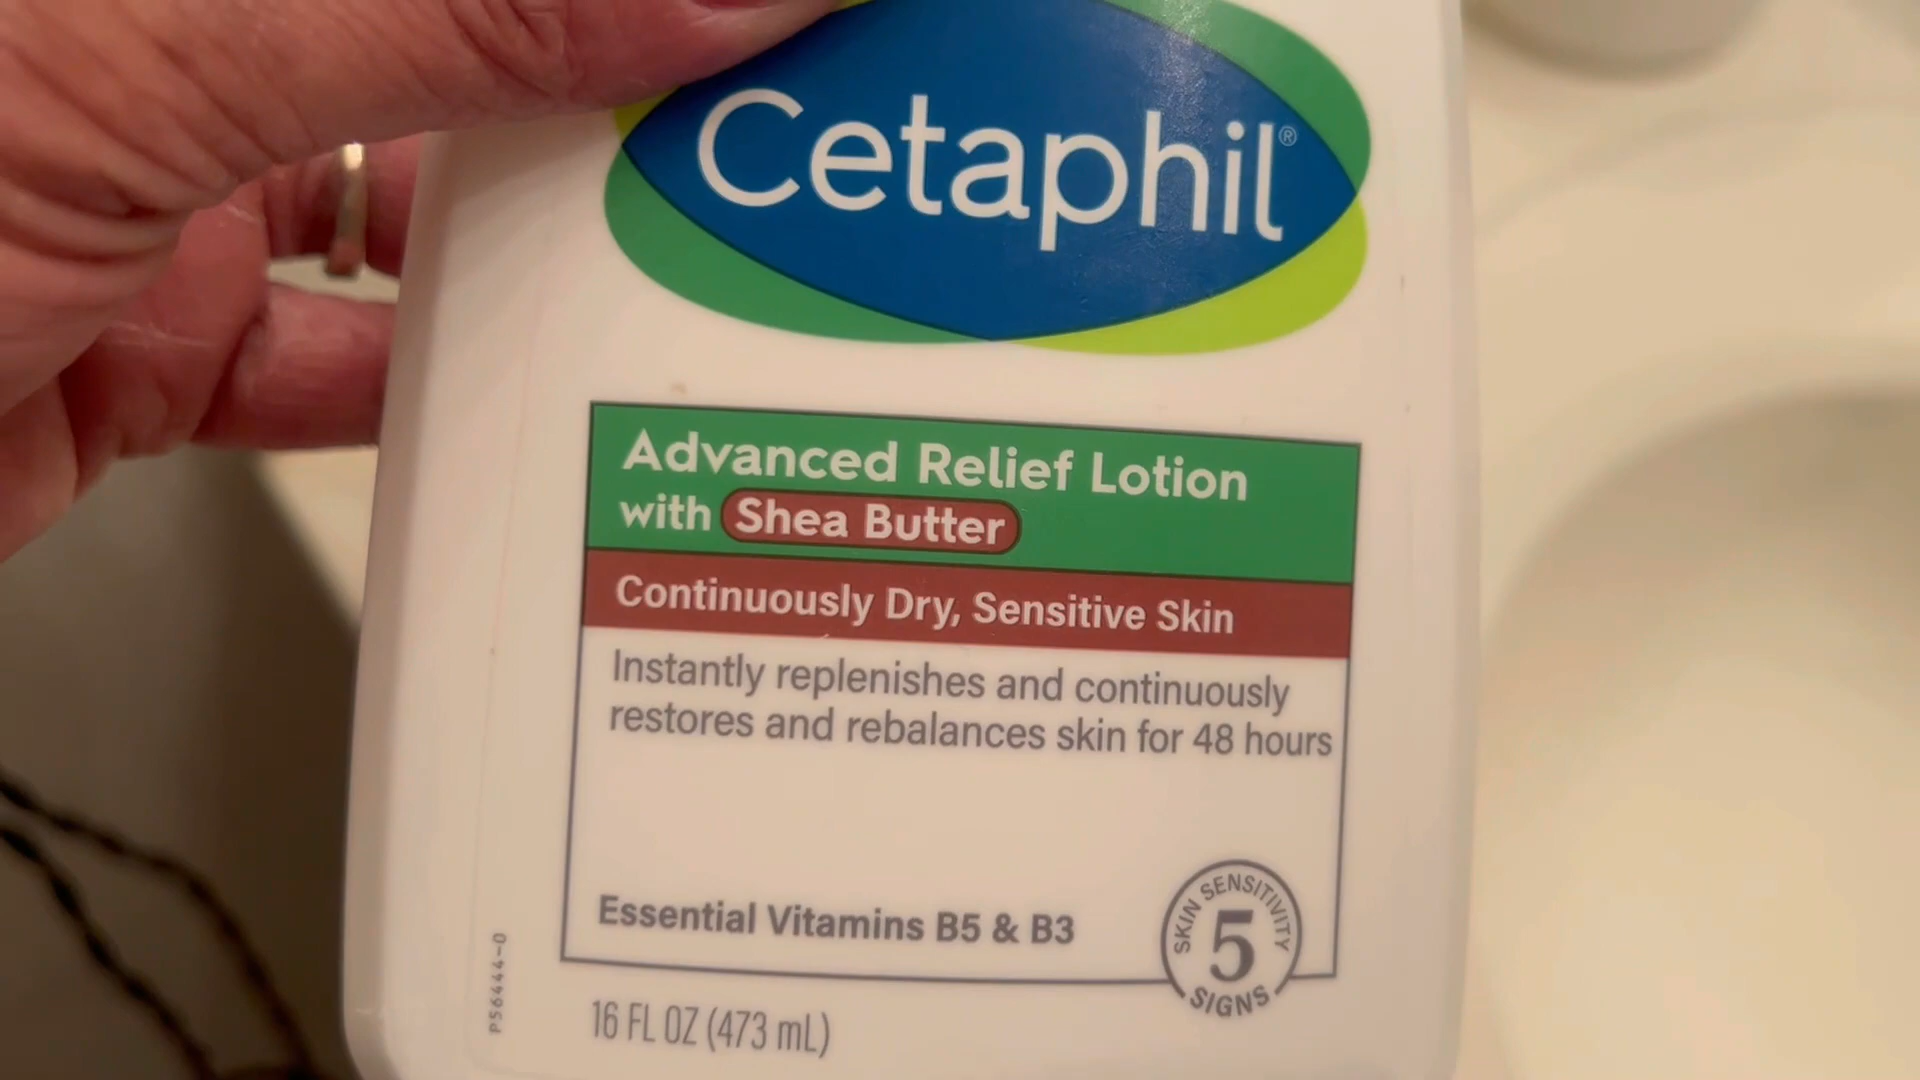 Cetaphil®
Advanced Relief Lotion
with Shea Butter
Continuously Dry, Sensitive Skin
Instantly replenishes and continuously
restores and rebalances skin for 48 hours
Essential Vitamins B5 & B3
SKIN SENSITIVITY
5
SIGNS
P56444-0
16 FL OZ (473 mL)